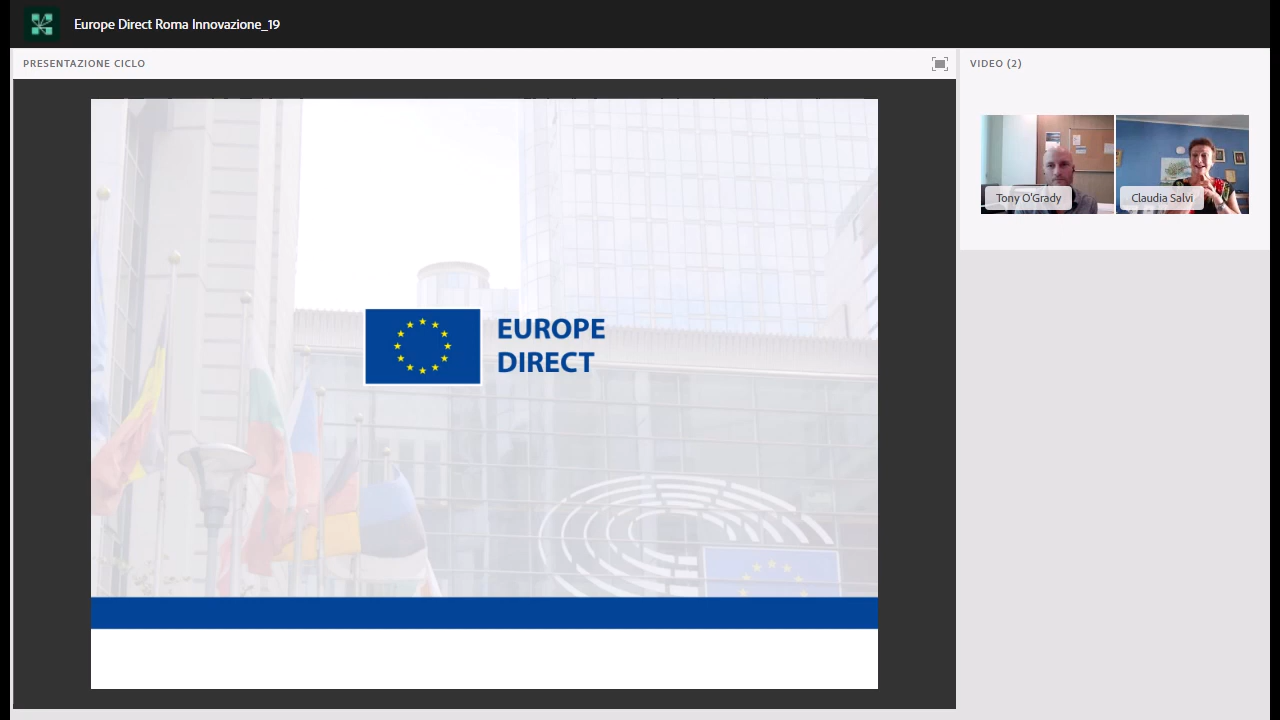 Europe Direct Roma Innovazione_19
PRESENTAZIONE CICLO
VIDEO (2)
Tony O'Grady
Claudia Salvi
EUROPE
DIRECT